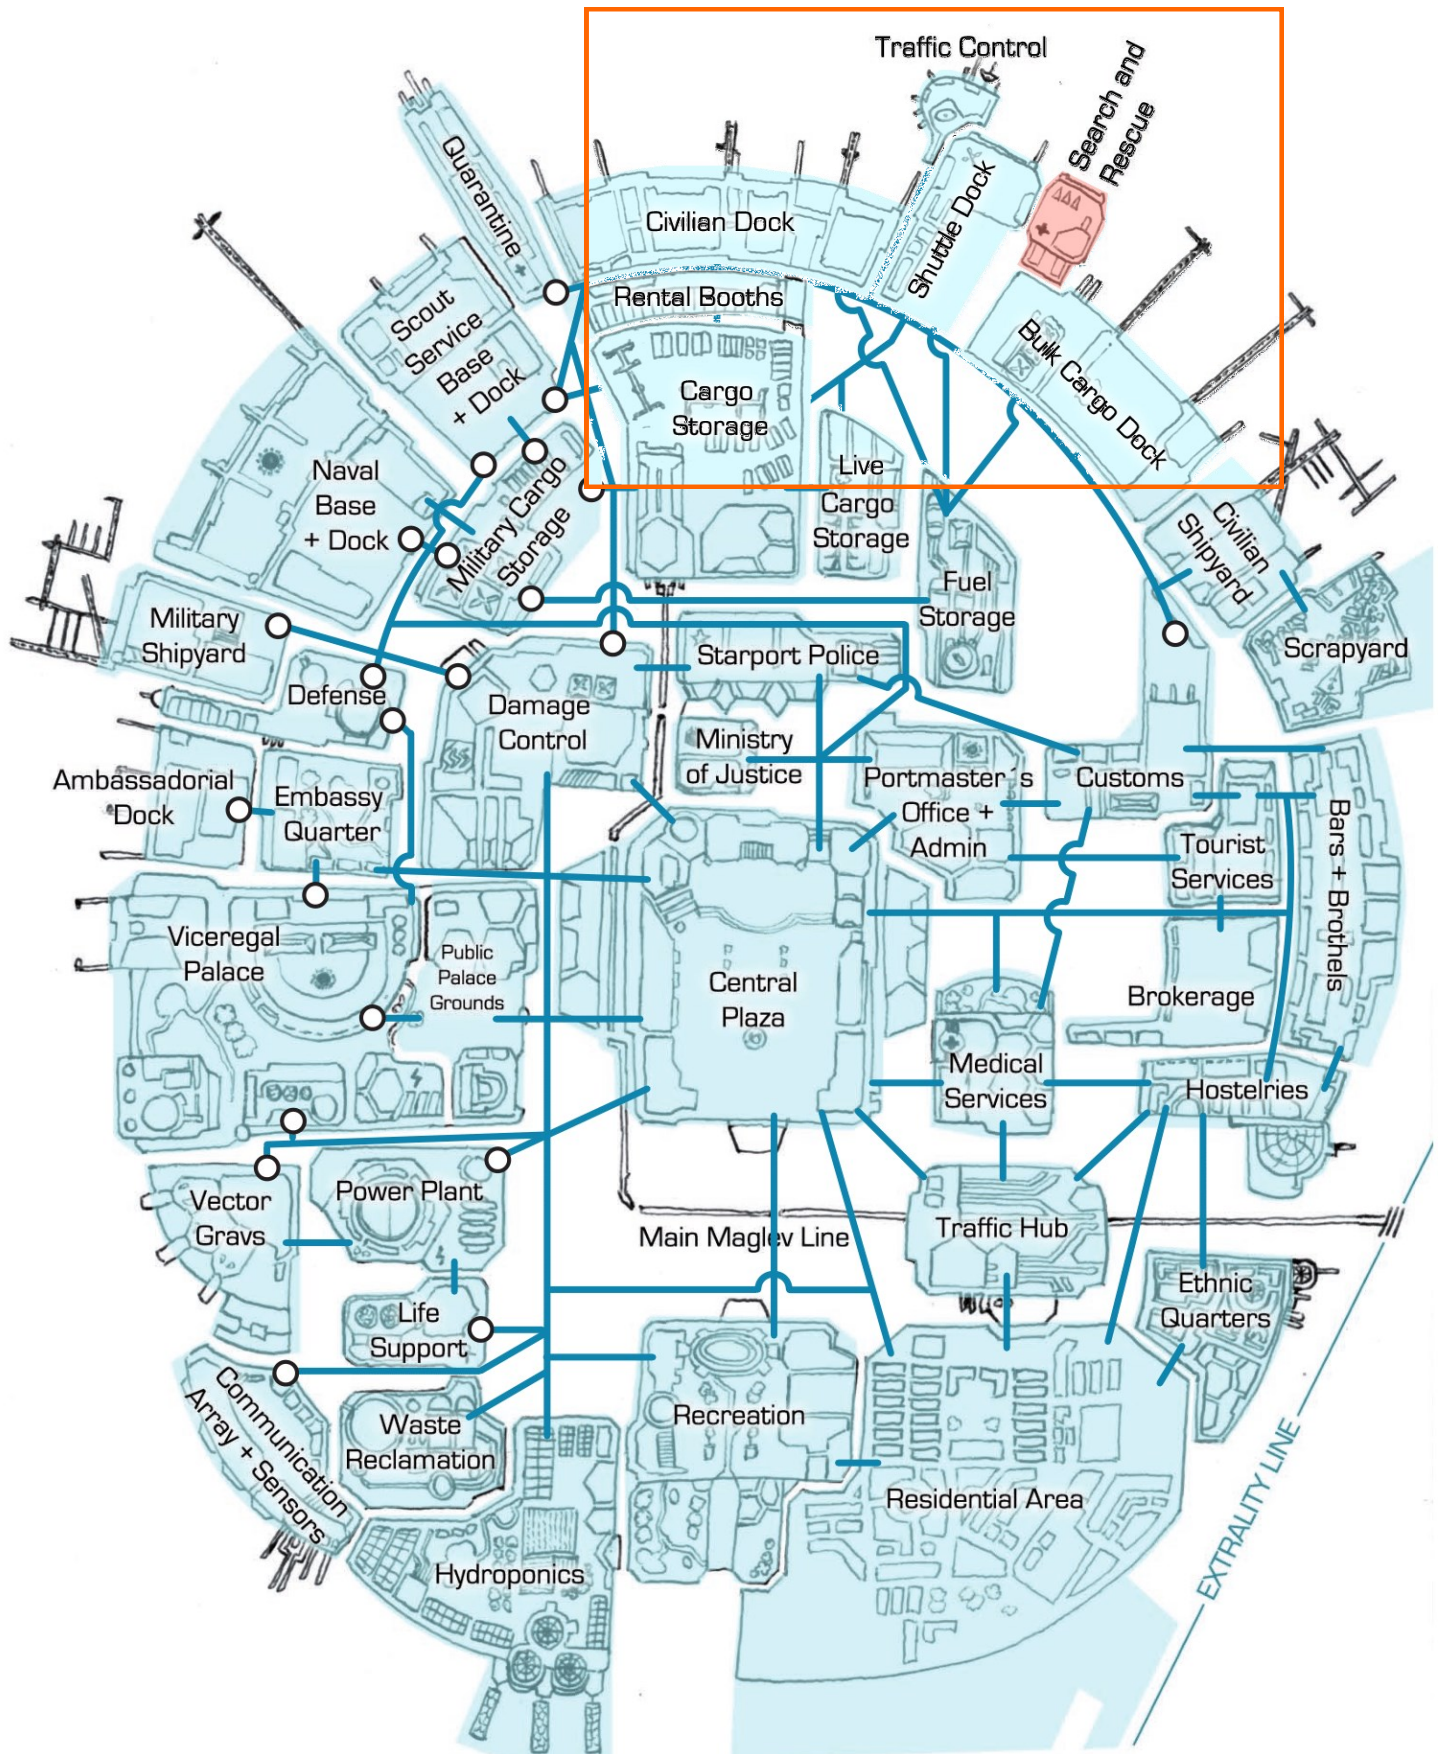 Traffic Control
Search and
Rescue
Quarantine
Civilian Dock
Shuttle Dock
Rental Booths
Scout
Service
Base
+ Dock
Bulk Cargo Dock
Cargo
Storage
Naval
Base
+ Dock
Military Cargo
Storage
Live
Cargo
Storage
Civilian
Shipyard
Fuel
Storage
Military
Shipyard
Scrapyard
Starport Police
Defense
Damage
Control
Ministry
of Justice
Portmaster´s
Office +
Admin
Customs
Ambassadorial
Dock
Embassy
Quarter
Tourist
Services
Bars + Brothels
Viceregal
Palace
Public
Palace
Grounds
Central
Plaza
Brokerage
Medical
Services
Hostelries
Vector
Gravs
Power Plant
Main Maglev Line
Traffic Hub
Ethnic
Quarters
Life
Support
Communication
Array + Sensors
Waste
Reclamation
Recreation
Residential Area
Hydroponics
EXTRALITY LINE